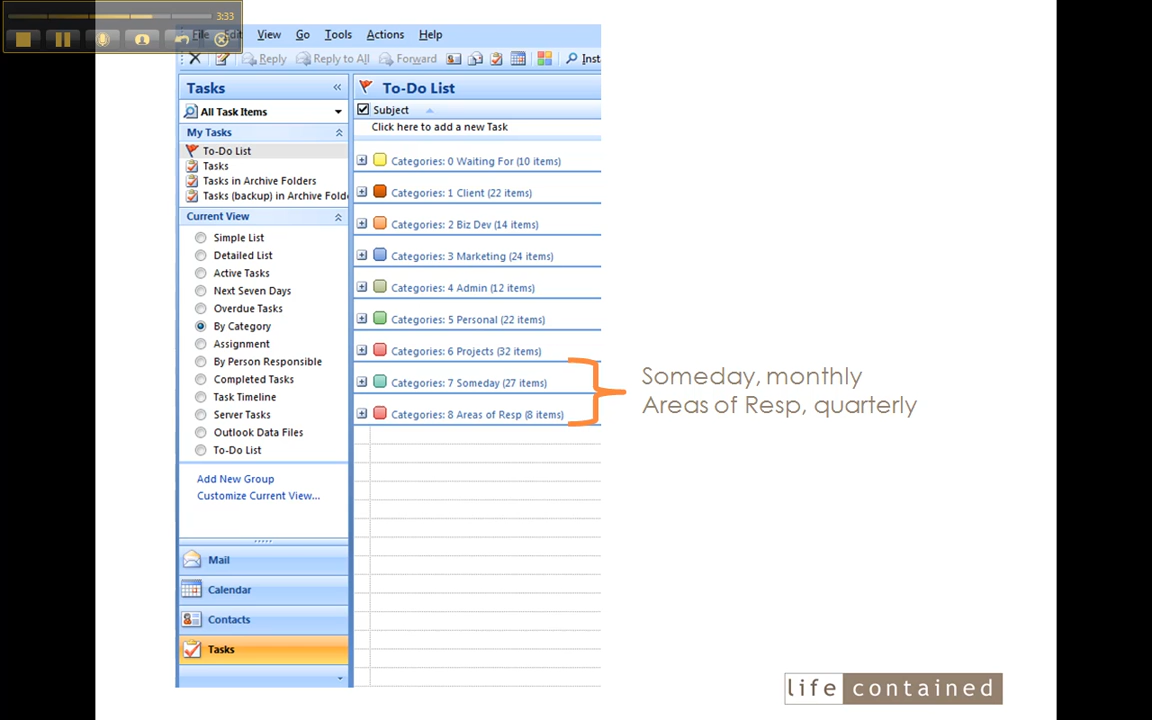 3:33
File Edit View Go Tools Actions Help
Reply Reply to All Forward Inst
Tasks
All Task Items
My Tasks
To-Do List
Tasks
Tasks in Archive Folders
Tasks (backup) in Archive Folde
Current View
Simple List
Detailed List
Active Tasks
Next Seven Days
Overdue Tasks
By Category
Assignment
By Person Responsible
Completed Tasks
Task Timeline
Server Tasks
Outlook Data Files
To-Do List
Add New Group
Customize Current View...
Mail
Calendar
Contacts
Tasks
To-Do List
Subject
Click here to add a new Task
Categories: 0 Waiting For (10 items)
Categories: 1 Client (22 items)
Categories: 2 Biz Dev (14 items)
Categories: 3 Marketing (24 items)
Categories: 4 Admin (12 items)
Categories: 5 Personal (22 items)
Categories: 6 Projects (32 items)
Categories: 7 Someday (27 items)
Categories: 8 Areas of Resp (8 items)
Someday, monthly
Areas of Resp, quarterly
life contained